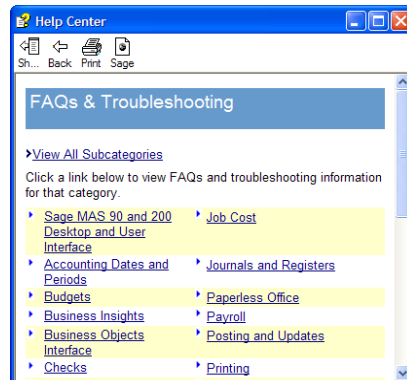 Help Center
Sh... Back Print Sage
FAQs & Troubleshooting
View All Subcategories
Click a link below to view FAQs and troubleshooting information
for that category.
Sage MAS 90 and 200
Desktop and User
Interface
Job Cost
Accounting Dates and
Periods
Journals and Registers
Budgets
Paperless Office
Business Insights
Payroll
Business Objects
Interface
Posting and Updates
Checks
Printing